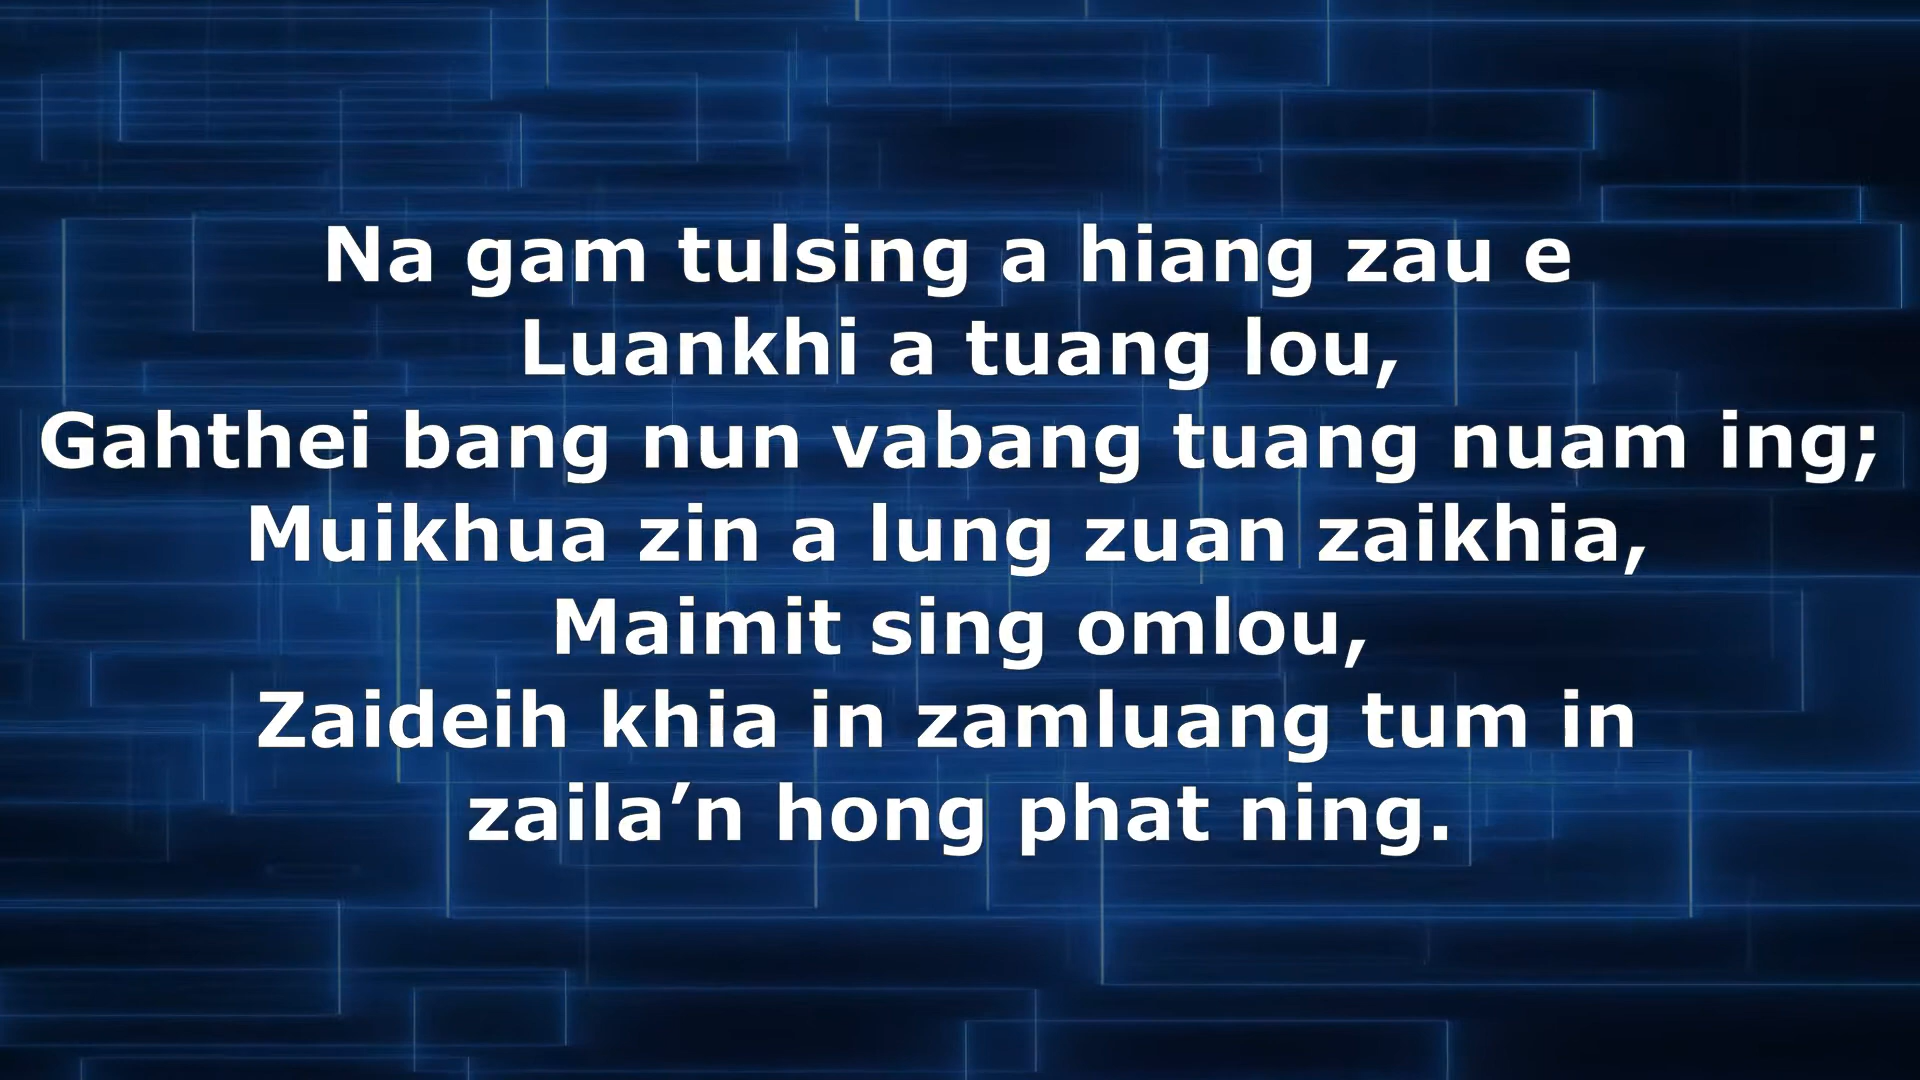 Na gam tulsing a hiang zau e
Luankhi a tuang lou,
Gahthei bang nun vabang tuang nuam ing;
Muikhua zin a lung zuan zaikhia,
Maimit sing omlou,
Zaideih khia in zamluang tum in
zaila’n hong phat ning.